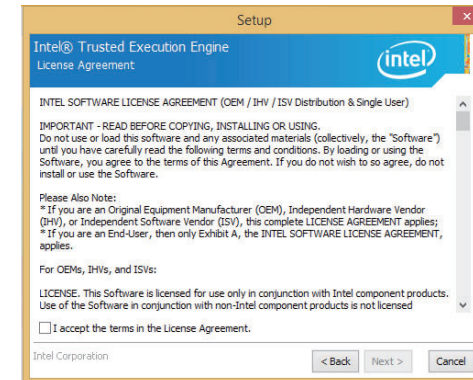 Setup
Intel® Trusted Execution Engine
License Agreement
intel
INTEL SOFTWARE LICENSE AGREEMENT (OEM / IHV / ISV Distribution & Single User)
IMPORTANT - READ BEFORE COPYING, INSTALLING OR USING.
Do not use or load this software and any associated materials (collectively, the "Software")
until you have carefully read the following terms and conditions. By loading or using the
Software, you agree to the terms of this Agreement. If you do not wish to so agree, do not
install or use the Software.
Please Also Note:
* If you are an Original Equipment Manufacturer (OEM), Independent Hardware Vendor
(IHV), or Independent Software Vendor (ISV), this complete LICENSE AGREEMENT applies;
* If you are an End-User, then only Exhibit A, the INTEL SOFTWARE LICENSE AGREEMENT,
applies.
For OEMs, IHVs, and ISVs:
LICENSE. This Software is licensed for use only in conjunction with Intel component products.
Use of the Software in conjunction with non-Intel component products is not licensed
I accept the terms in the License Agreement.
Intel Corporation
< Back
Next >
Cancel